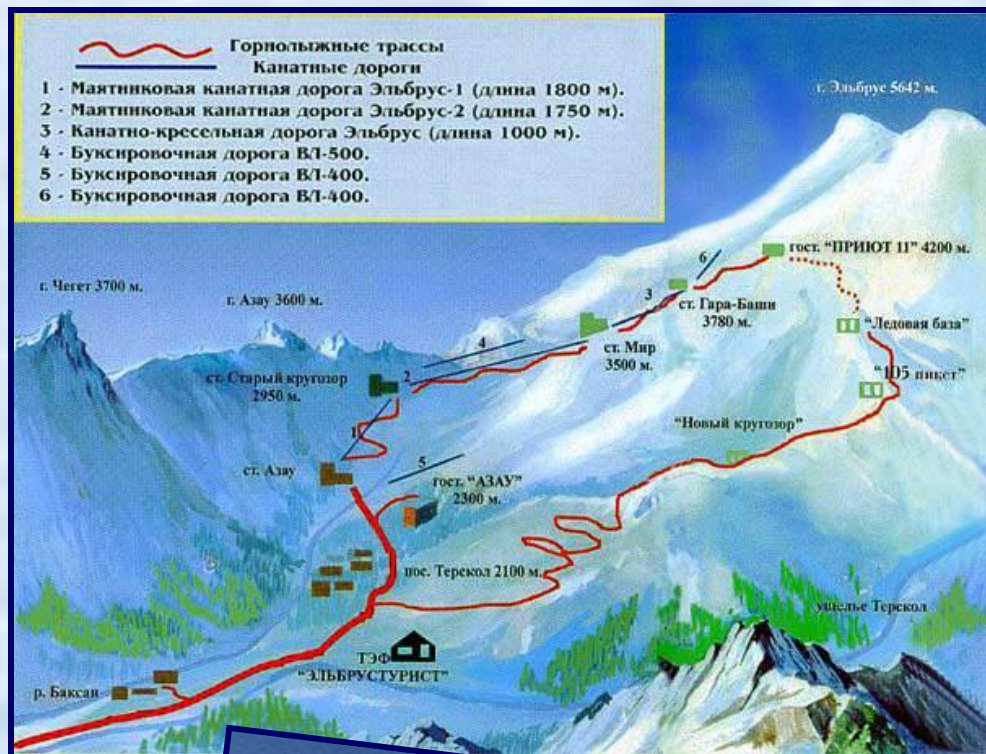 Горнолыжные трассы
Канатные дороги
1 - Маятниковая канатная дорога Эльбрус-1 (длина 1800 м).
2 - Маятниковая канатная дорога Эльбрус-2 (длина 1750 м).
3 - Канатно-кресельная дорога Эльбрус (длина 1000 м).
4 - Буксировочная дорога ВЛ-500.
5 - Буксировочная дорога ВЛ-400.
6 - Буксировочная дорога ВЛ-400.
г. Эльбрус 5642 м.
6
гост. "ПРИЮТ 11" 4200 м.
г. Чегет 3700 м.
г. Азау 3600 м.
3
ст. Гара-Баши
3780 м.
"Ледовая база"
4
ст. Мир
3500 м.
2
ст. Старый кругозор
2950 м.
"105 пикет"
"Новый кругозор"
1
ст. Азау
5
гост. "АЗАУ"
2300 м.
пос. Терскол 2100 м.
ущелье Терскол
ТЭФ
"ЭЛЬБРУСТУРИСТ"
р. Баксан